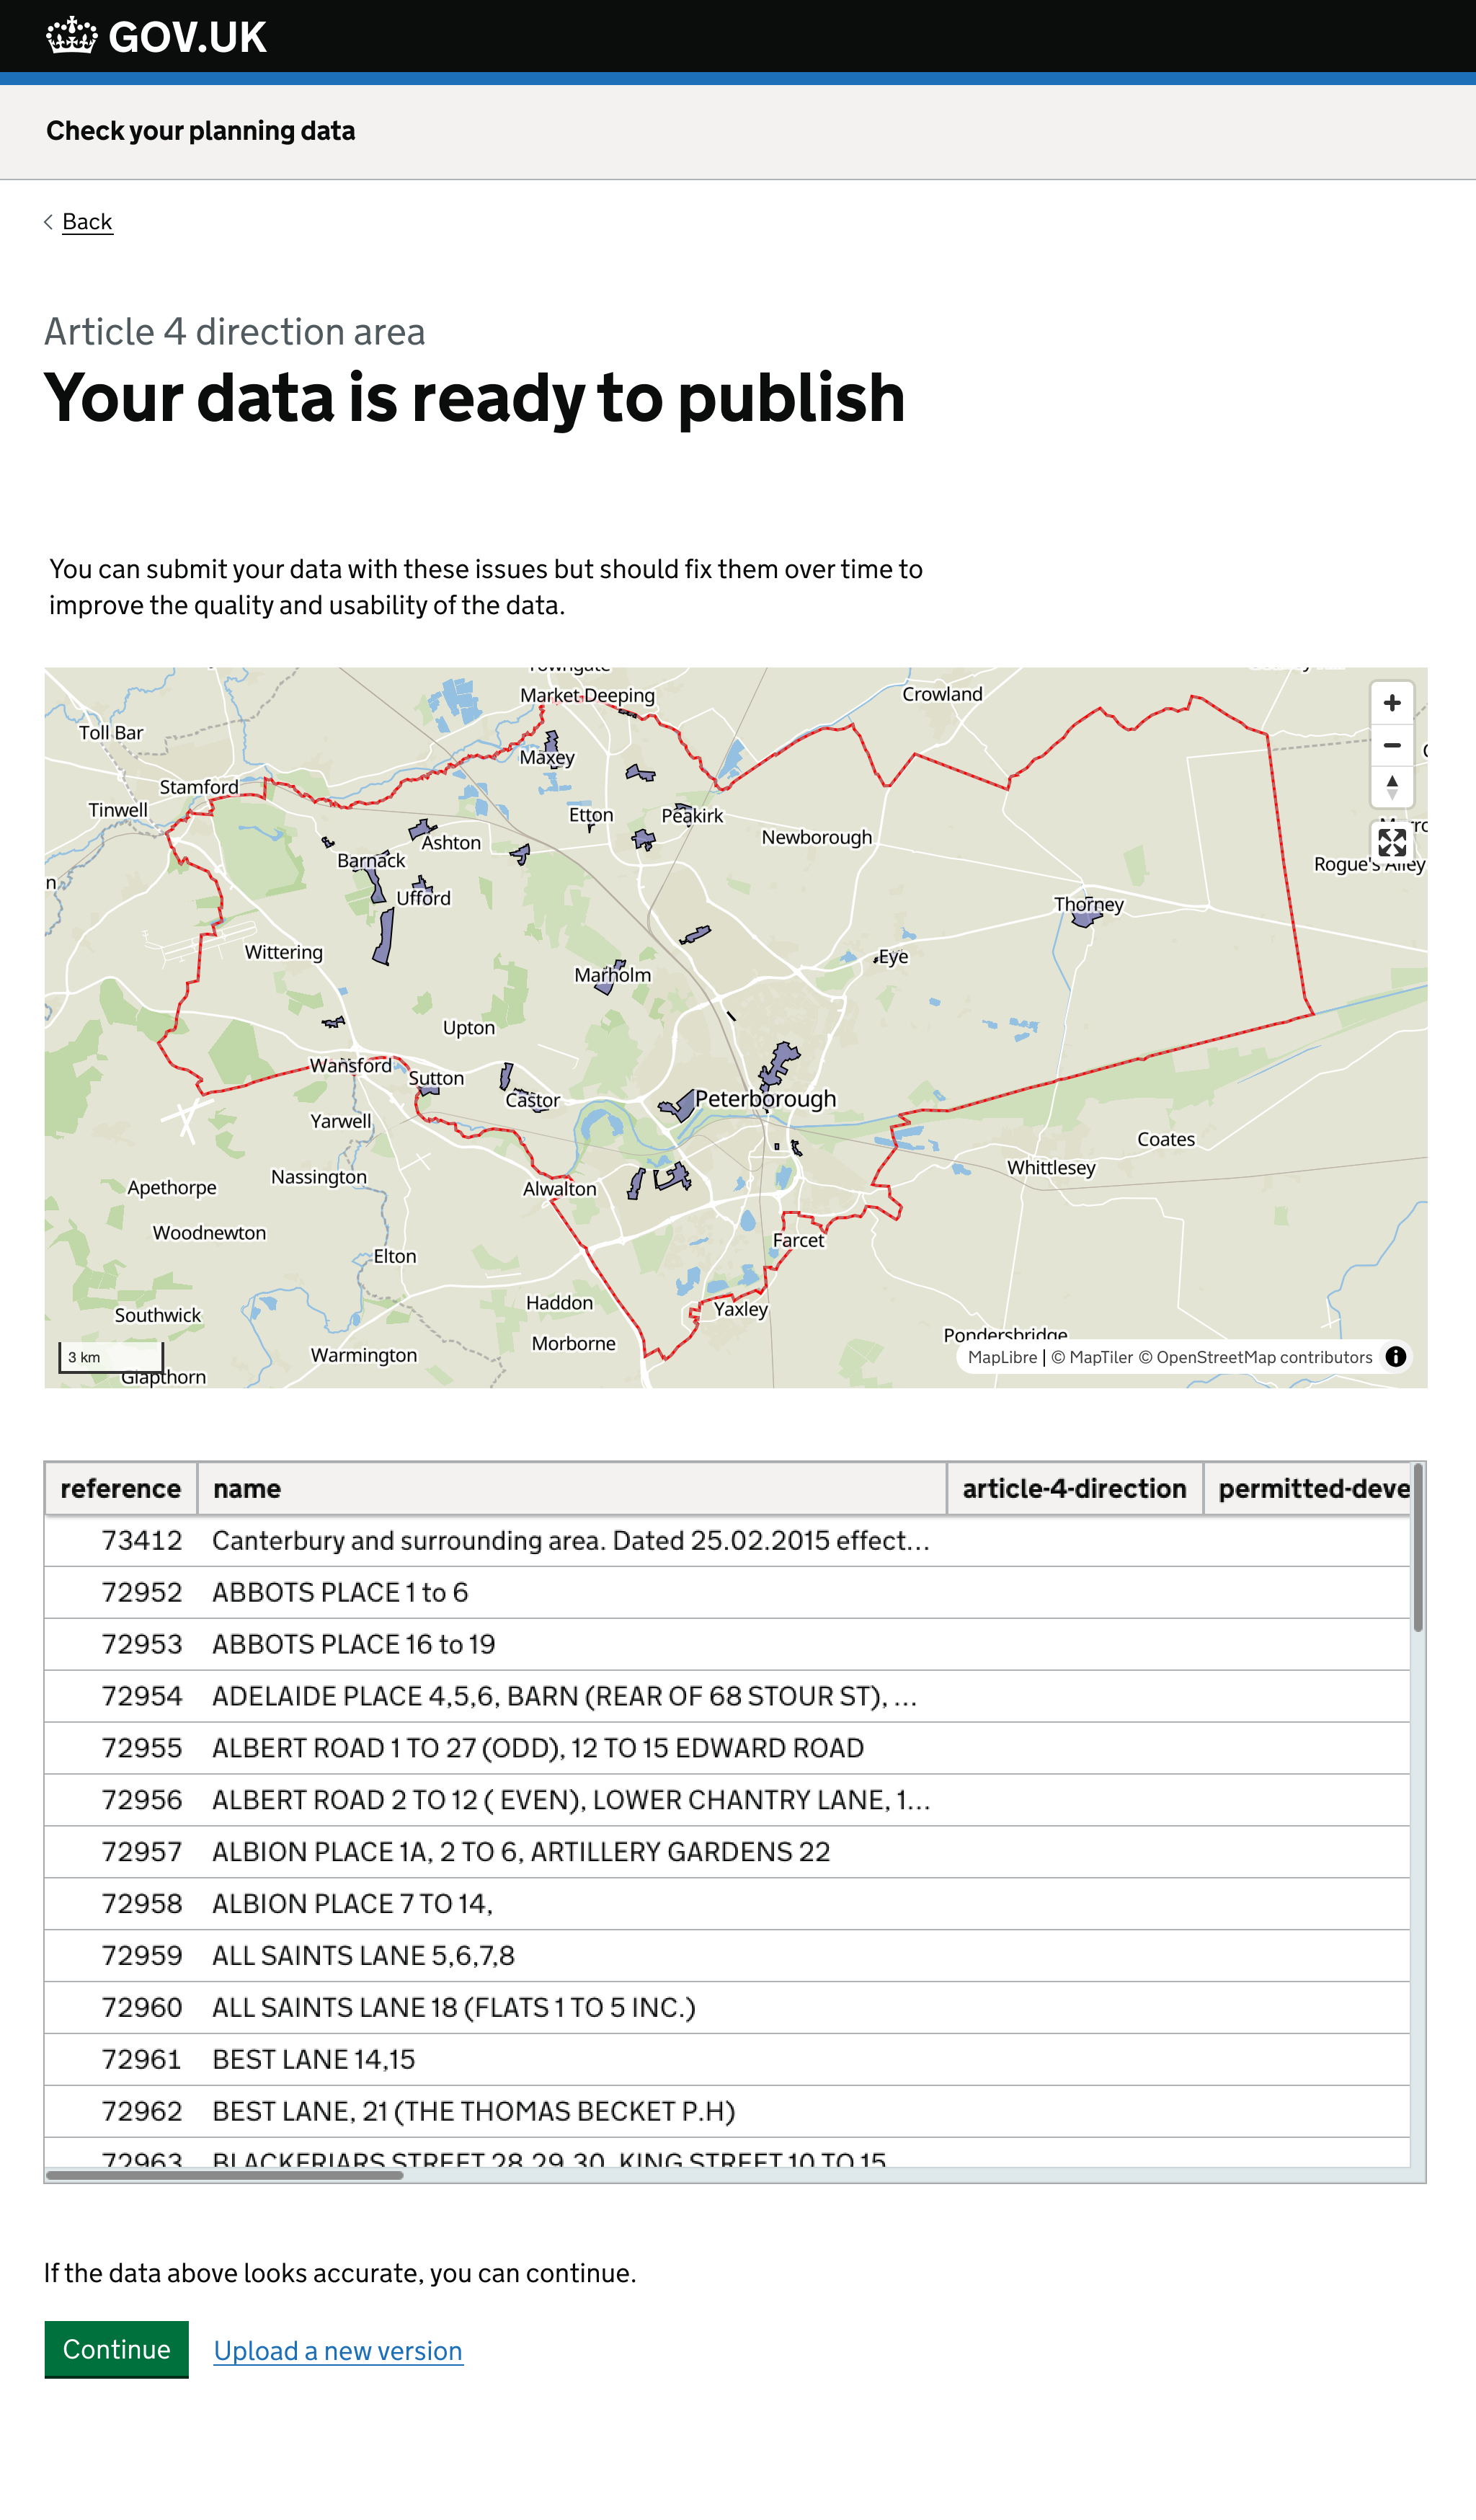 GOV.UK
Check your planning data
Back
Article 4 direction area
Your data is ready to publish
You can submit your data with these issues but should fix them over time to
improve the quality and usability of the data.
Market Deeping
Crowland
Toll Bar
Maxey
Stamford
Tinwell
Etton
Peakirk
Newborough
Ashton
Barnack
Rogue's Alley
Ufford
Thorney
Wittering
Eye
Marholm
Upton
Wansford
Sutton
Castor
Peterborough
Yarwell
Coates
Whittlesey
Nassington
Apethorpe
Alwalton
Woodnewton
Farcet
Elton
Haddon
Yaxley
Southwick
Pondersbridge
Morborne
Warmington
3 km
Glapthorn
MapLibre | © MapTiler © OpenStreetMap contributors
reference name article-4-direction permitted-deve
73412 Canterbury and surrounding area. Dated 25.02.2015 effect...
72952 ABBOTS PLACE 1 to 6
72953 ABBOTS PLACE 16 to 19
72954 ADELAIDE PLACE 4,5,6, BARN (REAR OF 68 STOUR ST), ...
72955 ALBERT ROAD 1 TO 27 (ODD), 12 TO 15 EDWARD ROAD
72956 ALBERT ROAD 2 TO 12 ( EVEN), LOWER CHANTRY LANE, 1...
72957 ALBION PLACE 1A, 2 TO 6, ARTILLERY GARDENS 22
72958 ALBION PLACE 7 TO 14,
72959 ALL SAINTS LANE 5,6,7,8
72960 ALL SAINTS LANE 18 (FLATS 1 TO 5 INC.)
72961 BEST LANE 14,15
72962 BEST LANE, 21 (THE THOMAS BECKET P.H)
72963 BLACKFRIARS STREET 28,29,30, KING STREET 10 TO 15
If the data above looks accurate, you can continue.
Continue
Upload a new version